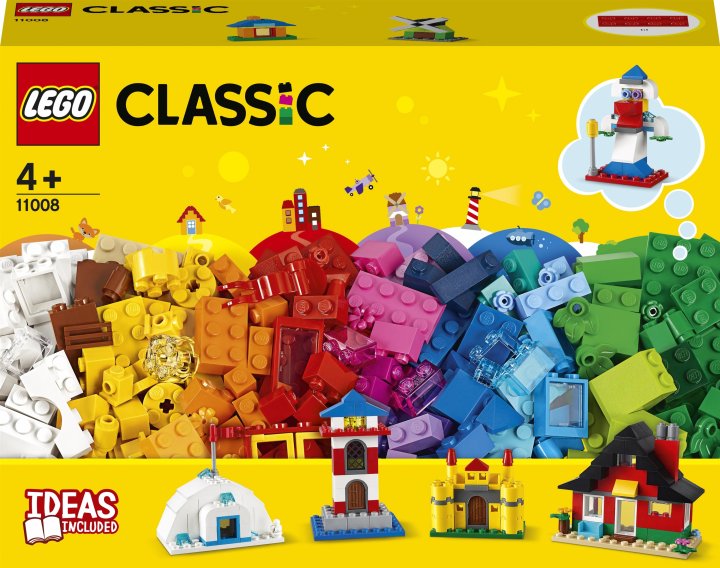 LEGO CLASSIC
11008
LEGO CLASSIC
4+
11008
IDEAS
INCLUDED